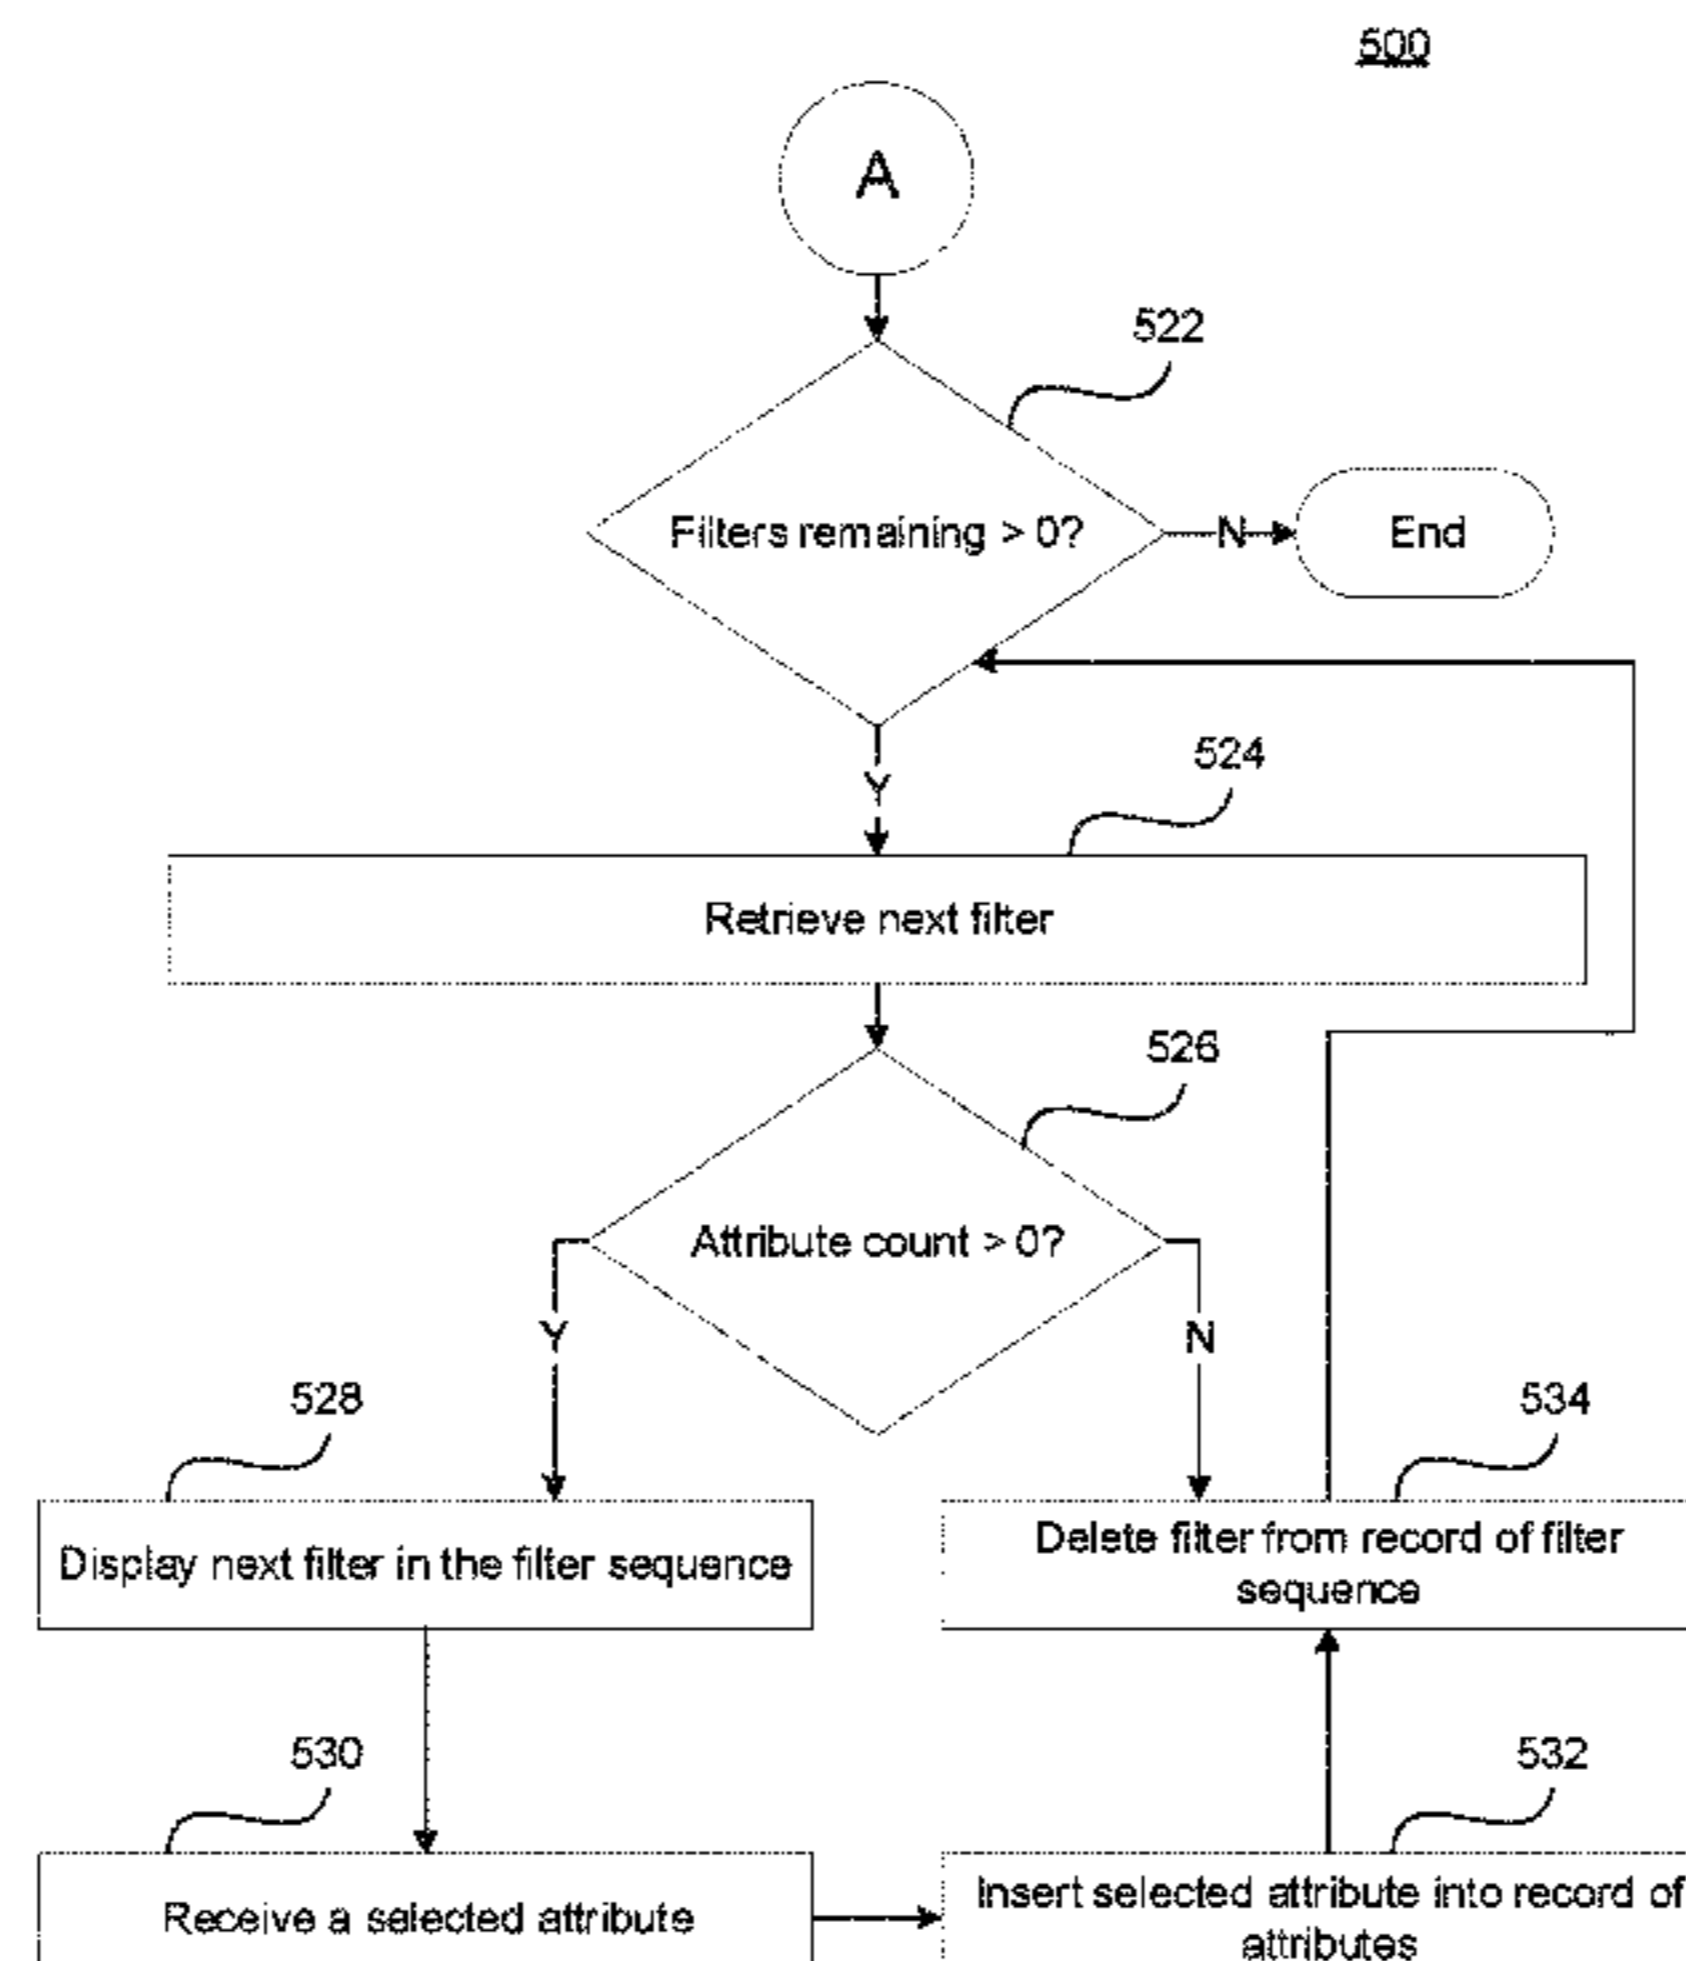 500
A
522
Filters remaining > 0?
N
End
Y
524
Retrieve next filter
526
Attribute count > 0?
Y
N
528
534
Display next filter in the filter sequence
Delete filter from record of filter
sequence
530
532
Receive a selected attribute
Insert selected attribute into record of
attributes